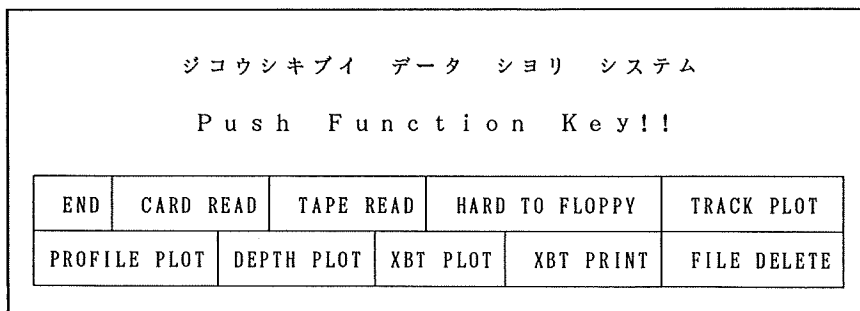 ジコウシキブイ データ シヨリ システム
Push Function Key!!
END CARD READ TAPE READ HARD TO FLOPPY TRACK PLOT
PROFILE PLOT DEPTH PLOT XBT PLOT XBT PRINT FILE DELETE